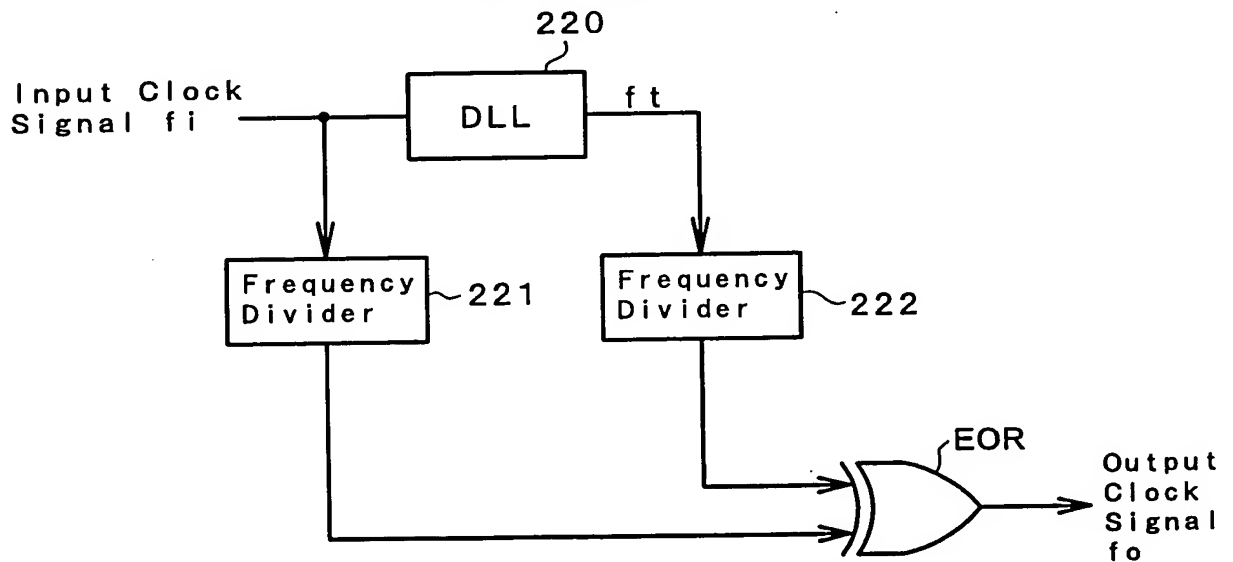 220
Input Clock
Signal fi
DLL
ft
Frequency
Divider
221
Frequency
Divider
222
EOR
Output
Clock
Signal
fo